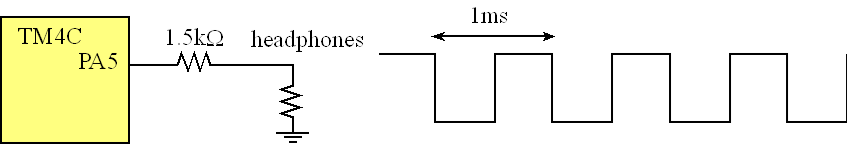 TM4C
PA5
1.5kΩ
headphones
1ms